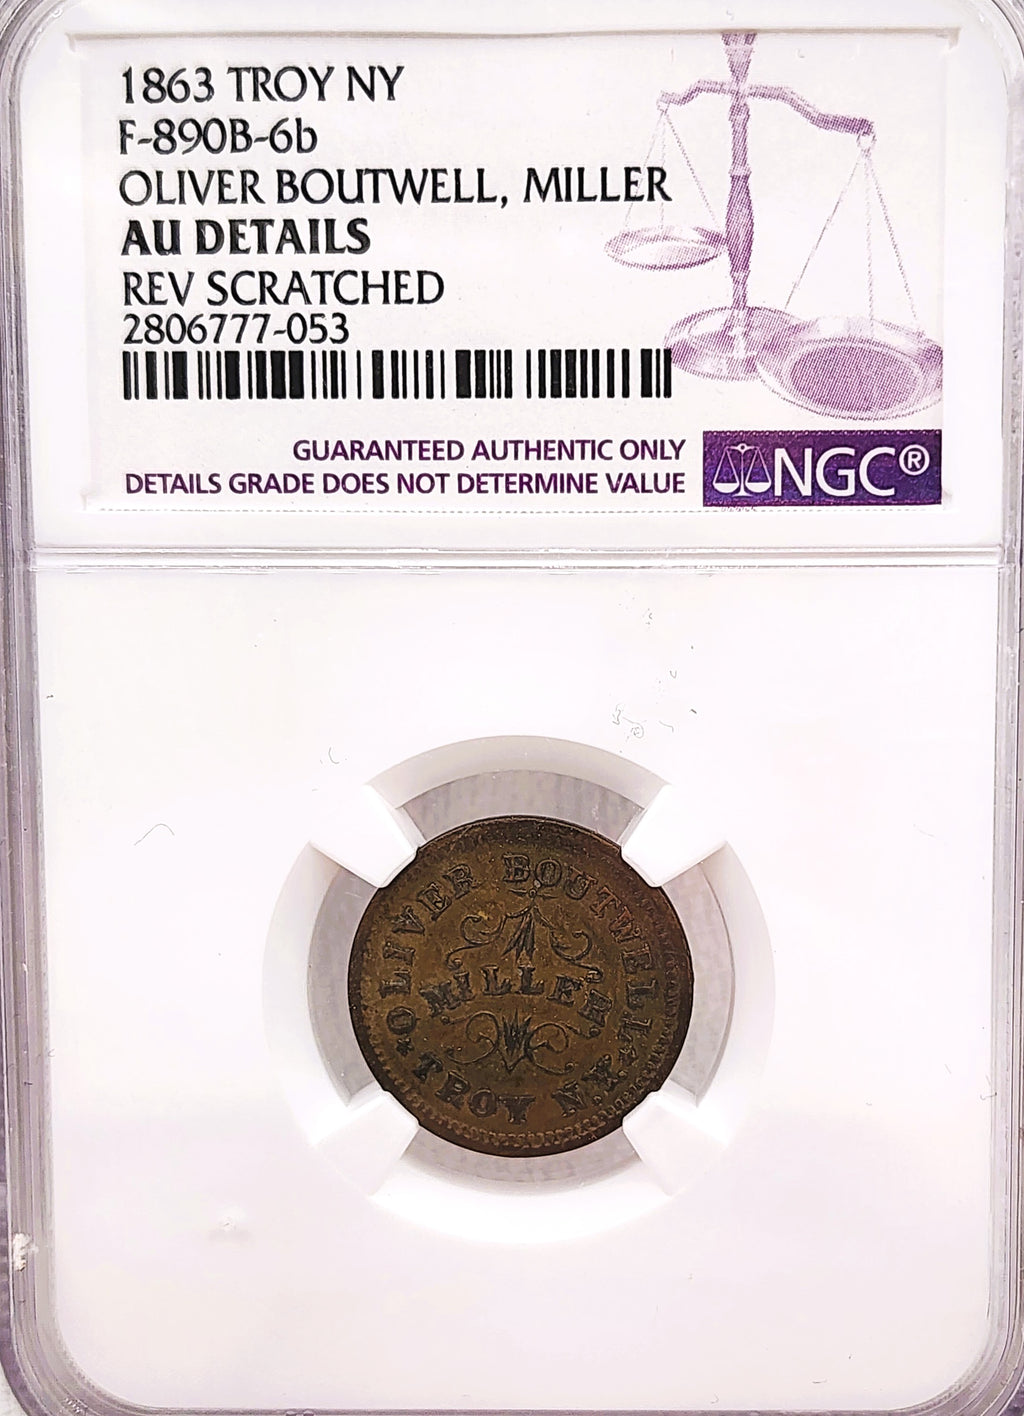 1863 TROY NY
F-890B-6b
OLIVER BOUTWELL, MILLER
AU DETAILS
REV SCRATCHED
2806777-053
GUARANTEED AUTHENTIC ONLY
DETAILS GRADE DOES NOT DETERMINE VALUE
NGC®
OLIVER BOUTWELL
MILLER.
TROY N.Y.